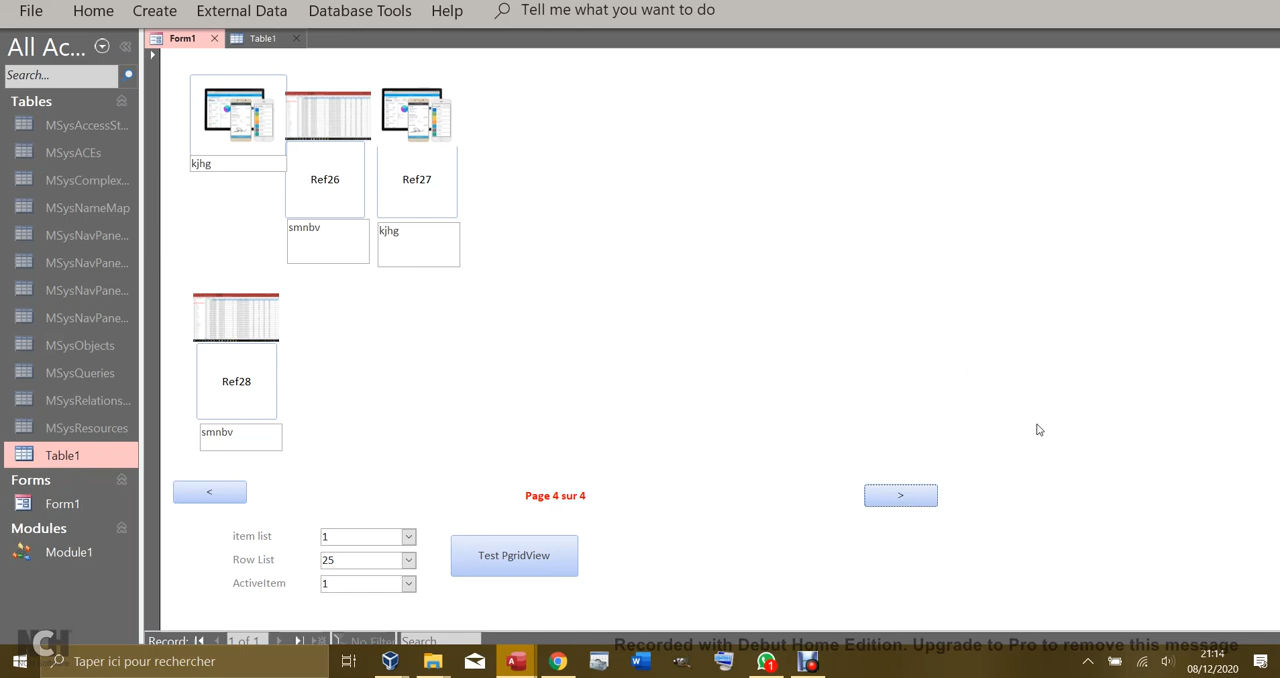 File Home Create External Data Database Tools Help Tell me what you want to do
All Ac...
Form1
Table1
Search...
Tables
MSysAccessSt...
MSysACEs
MSysComplex...
MSysNameMap
MSysNavPane...
MSysNavPane...
MSysNavPane...
MSysNavPane...
MSysObjects
MSysQueries
MSysRelations...
MSysResources
Table1
Forms
Form1
Modules
Module1
kjhg
Ref26
Ref27
smnbv
kjhg
Ref28
smnbv
<
Page 4 sur 4
>
item list 1
Row List 25
ActiveItem 1
Test PgridView
Record: 1 of 1 No Filter Search
Recorded with Debut Home Edition. Upgrade to Pro to remove this message
NCH
Taper ici pour rechercher
1
21:14
08/12/2020